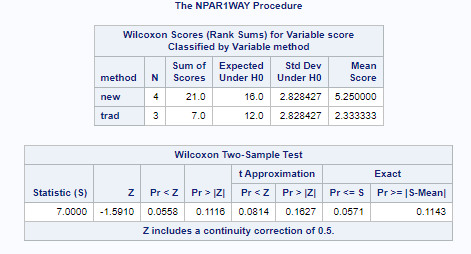 The NPAR1WAY Procedure
Wilcoxon Scores (Rank Sums) for Variable score
Classified by Variable method
method N Sum of Scores Expected Under H0 Std Dev Under H0 Mean Score
new 4 21.0 16.0 2.828427 5.250000
trad 3 7.0 12.0 2.828427 2.333333
Wilcoxon Two-Sample Test
t Approximation Exact
Statistic (S) Z Pr < Z Pr > |Z| Pr < Z Pr > |Z| Pr <= S Pr >= |S-Mean|
7.0000 -1.5910 0.0558 0.1116 0.0814 0.1627 0.0571 0.1143
Z includes a continuity correction of 0.5.